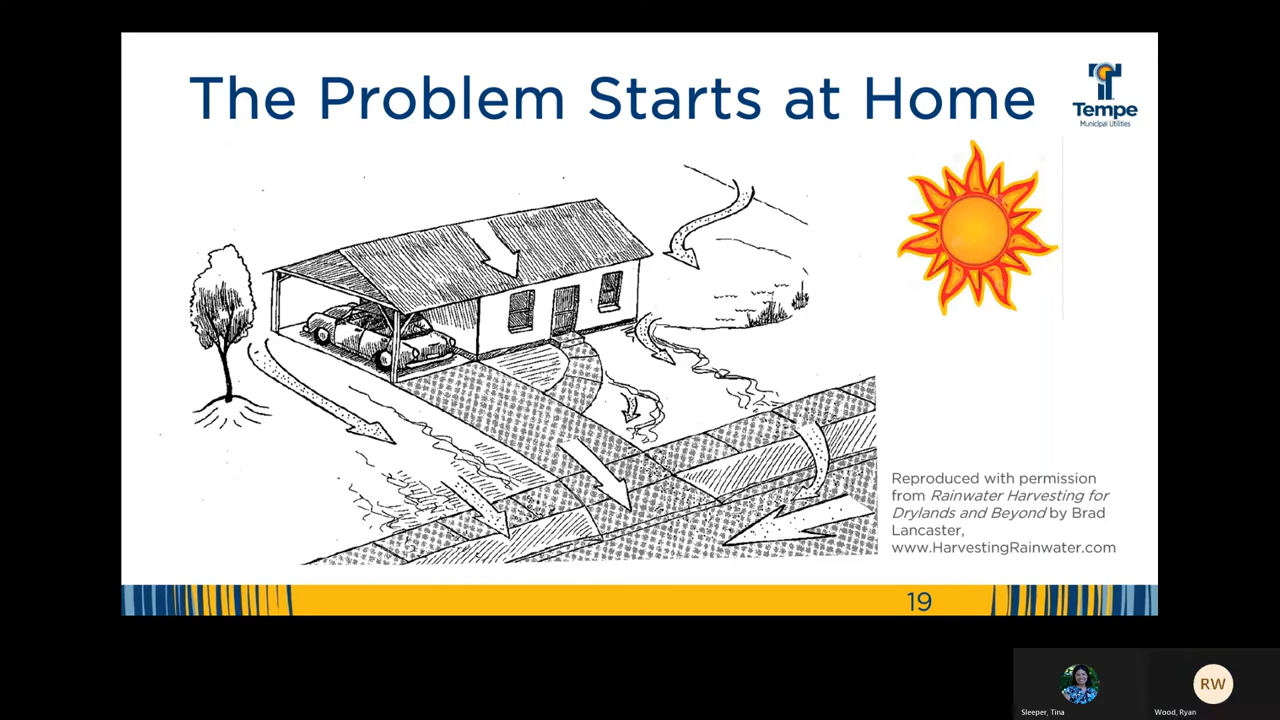 The Problem Starts at Home
Tempe
Municipal Utilities
Reproduced with permission
from Rainwater Harvesting for
Drylands and Beyond by Brad
Lancaster,
www.HarvestingRainwater.com
19
RW
Sleeper, Tina
Wood, Ryan